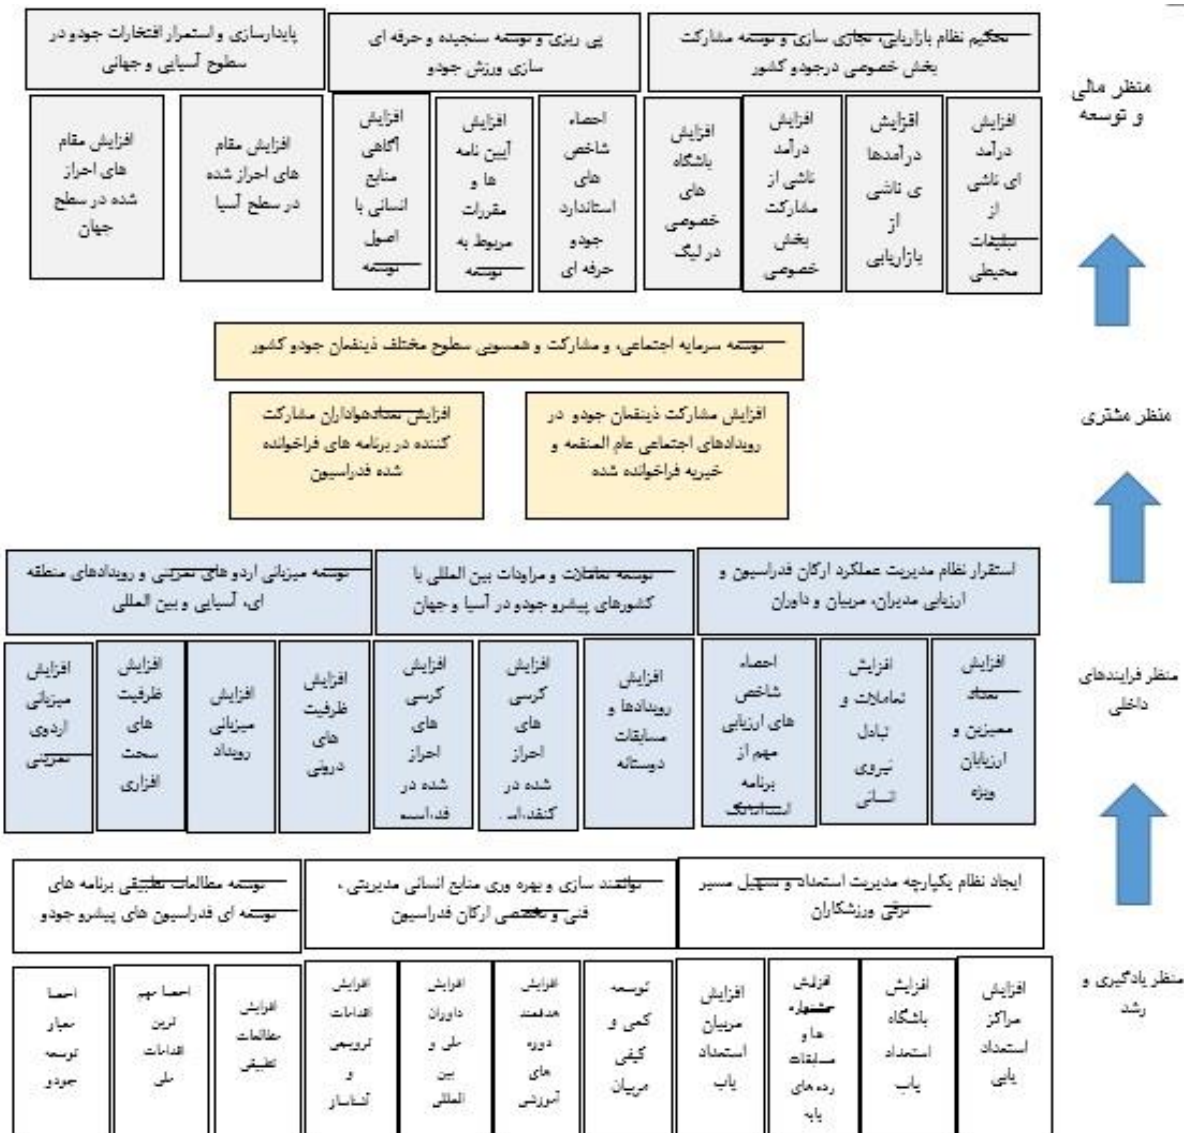 تحکیم نظام بازاریابی، تجاری سازی و توسعه مشارکت
بخش خصوصی درجودو کشور
پی ریزی و توسعه سنجیده و حرفه ای
سازی ورزش جودو
پایدارسازی و استمرار افتخارات جودو در
سطوح آسیایی و جهانی
منظر مالی
و توسعه
افزایش
درآمد
ای ناشی
از
تبلیغات
محیطی
افزایش
درآمدها
ی ناشی
از
بازاریابی
افزایش
درآمد
ناشی از
مشارکت
بخش
خصوصی
افزایش
باشگاه
های
خصوصی
در لیگ
احصاء
شاخص
های
استاندارد
جودو
حرفه ای
افزایش
آیین نامه
ها و
مقررات
مربوط به
توسعه
افزایش
آگاهی
منابع
انسانی با
اصول
توسعه
افزایش مقام
های احراز شده
در سطح آسیا
افزایش مقام
های احراز
شده در سطح
جهان
توسعه سرمایه اجتماعی، و مشارکت و همسویی سطوح مختلف ذینفعان جودو کشور
منظر مشتری
افزایش مشارکت ذینفعان جودو در
رویدادهای اجتماعی عام المنفعه و
خیریه فراخوانده شده
افزایش تعدادهواداران مشارکت
کننده در برنامه های فراخوانده
شده فدراسیون
استقرار نظام مدیریت عملکرد ارکان فدراسیون و
ارزیابی مدیران، مربیان و داوران
توسعه تعاملات و مراودات بین المللی با
کشورهای پیشرو جودو در آسیا و جهان
توسعه میزبانی اردو های تمرینی و رویدادهای منطقه
ای، آسیایی و بین المللی
منظر فرایندهای
داخلی
افزایش
تعداد
ممیزین و
ارزیابان
ویژه
افزایش
تعاملات و
تبادل
نیروی
انسانی
احصاء
شاخص
های ارزیابی
مهم از
برنامه
استراتژیک
افزایش
رویدادها و
مسابقات
دوستانه
افزایش
کرسی
های
احراز
شده در
افزایش
کرسی
های
احراز
شده در
افزایش
ظرفیت
های
درونی
افزایش
میزبانی
رویداد
افزایش
ظرفیت
های
سخت
افزاری
افزایش
میزبانی
اردوی
تمرینی
ایجاد نظام یکپارچه مدیریت استعداد و تسهیل مسیر
ترقی ورزشکاران
توانمند سازی و بهره وری منابع انسانی مدیریتی ،
فنی و تخصصی ارکان فدراسیون
توسعه مطالعات تطبیقی برنامه های
توسعه ای فدراسیون های پیشرو جودو
منظر یادگیری و
رشد
افزایش
مراکز
استعداد
یابی
افزایش
باشگاه
استعداد
یاب
افزایش
جشنواره
ها و
مسابقات
رده های
پایه
افزایش
مربیان
استعداد
یاب
توسعه
کمی و
کیفی
مربیان
افزایش
هدفمند
دوره
های
آموزشی
افزایش
داوران
ملی و
بین
المللی
افزایش
اقدامات
ترویجی
و
افزایش
مطالعات
تطبیقی
احصا مهم
ترین
اقدامات
ملی
احصا
معیار
توسعه
جودو